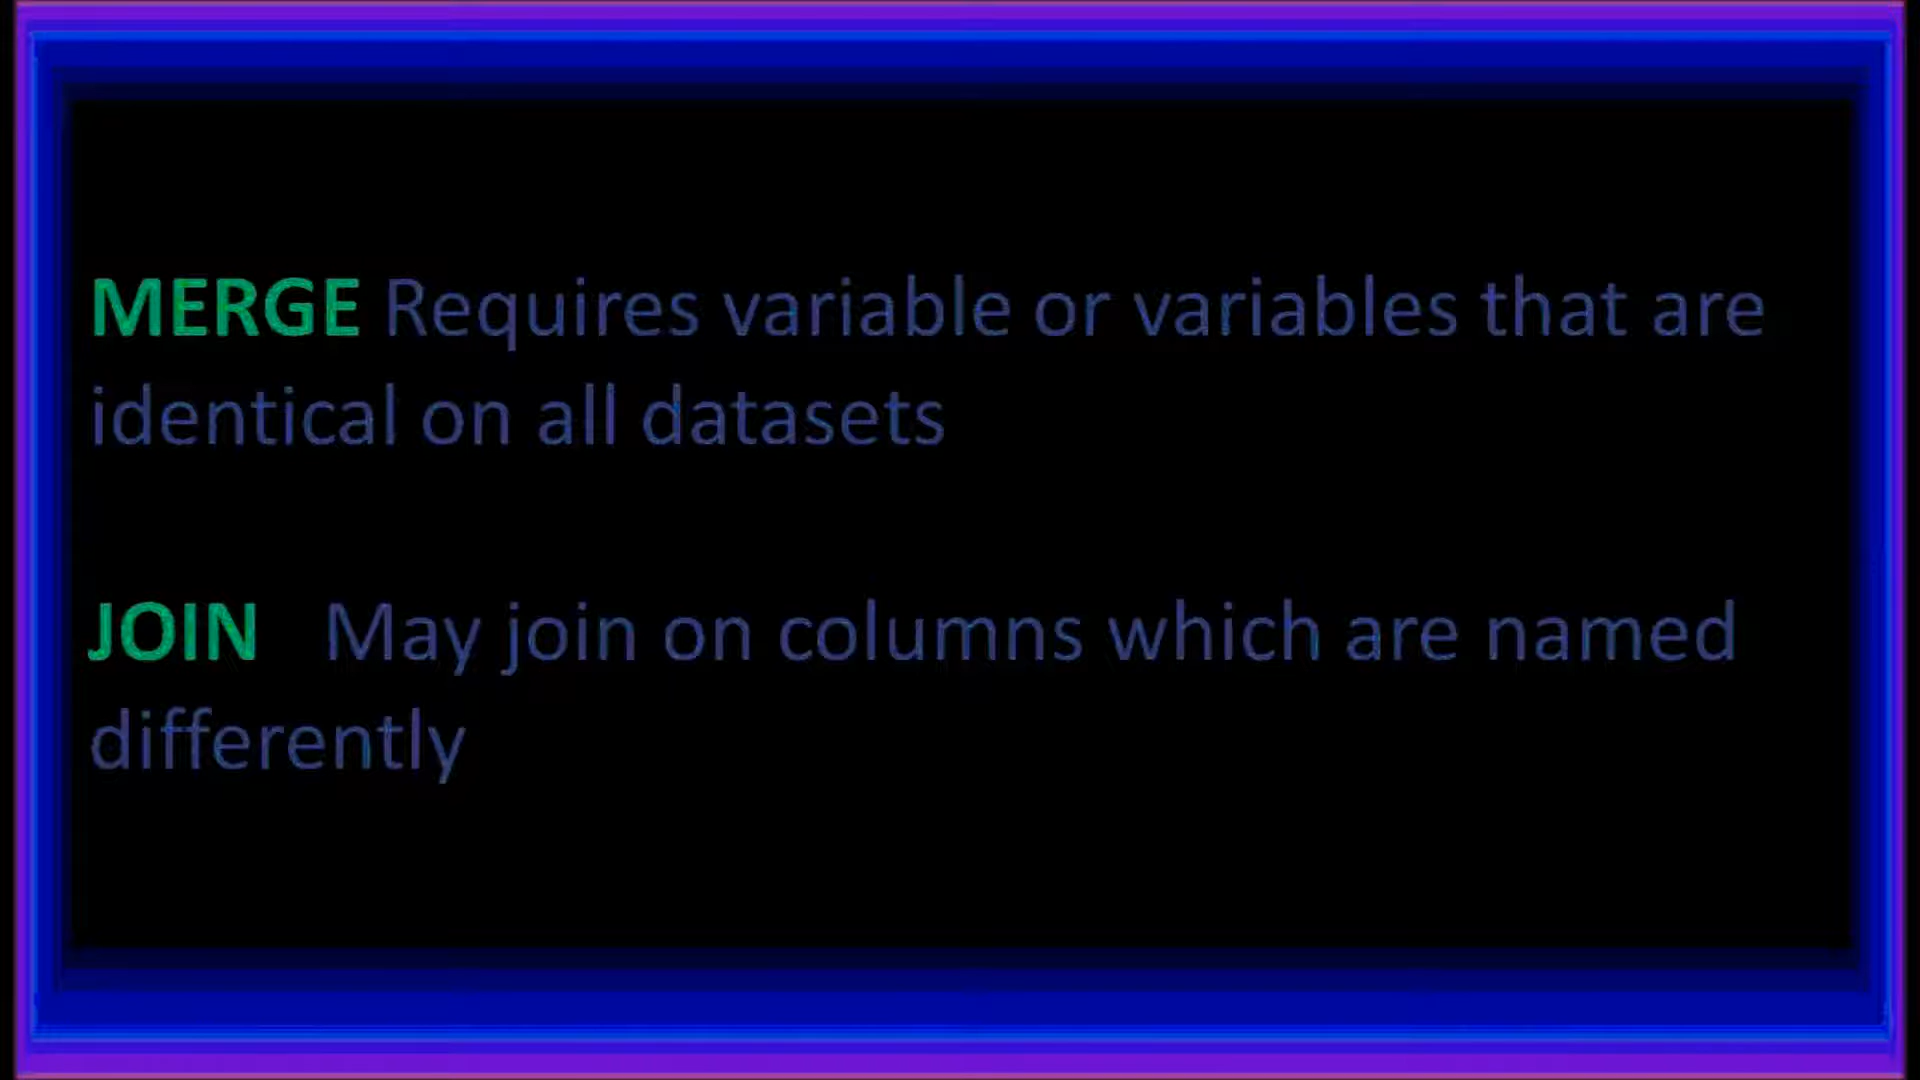 MERGE Requires variable or variables that are
identical on all datasets
JOIN May join on columns which are named
differently